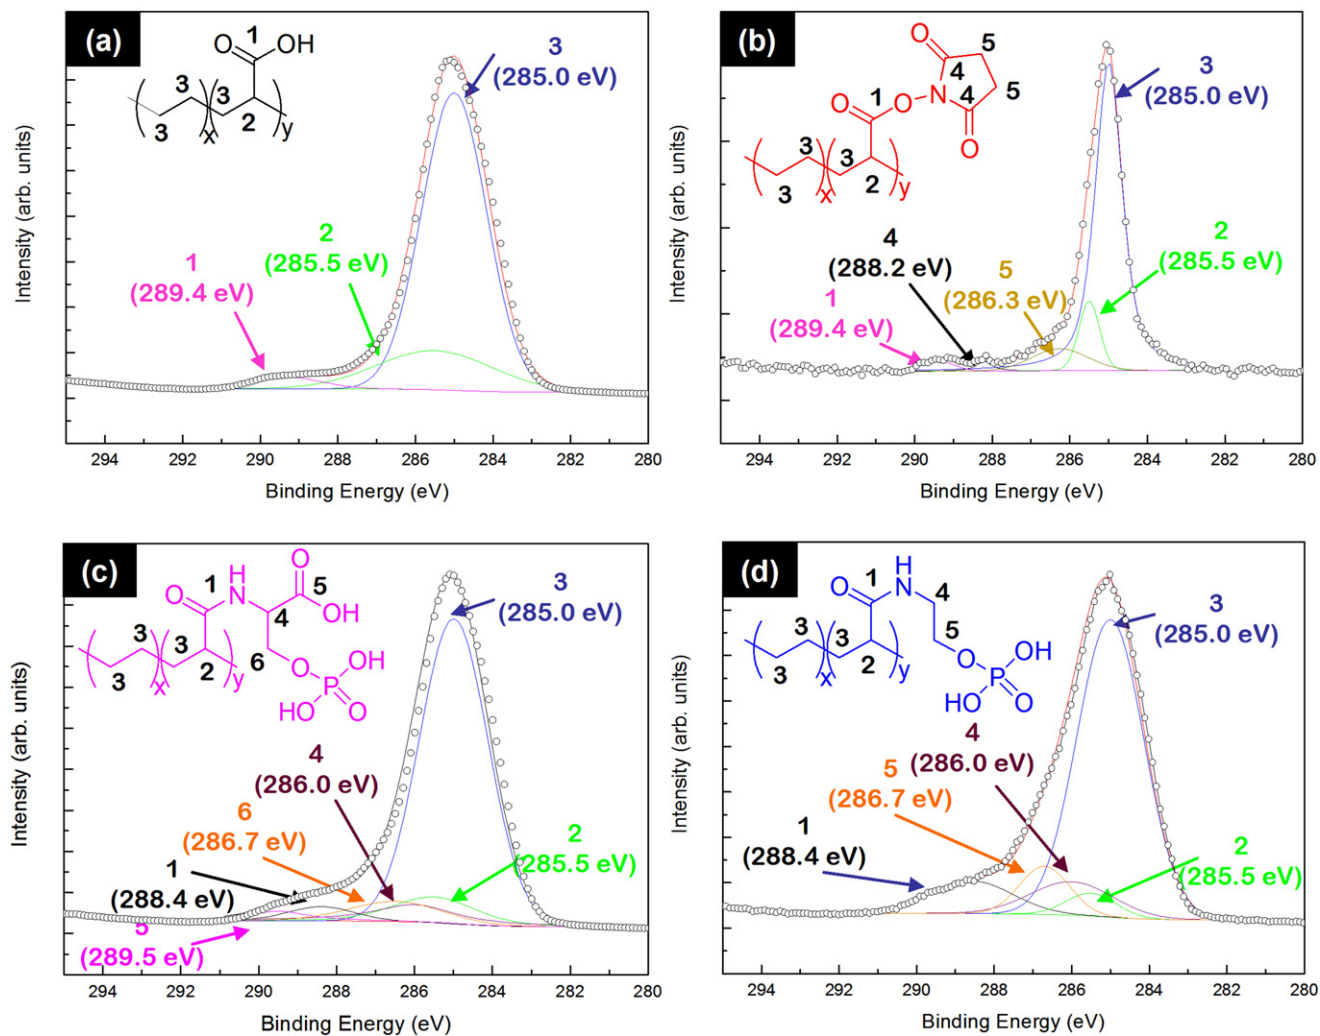 (a)
1
O
OH
3
3
3
2
x
y
3
(285.0 eV)
2
(285.5 eV)
1
(289.4 eV)
Intensity (arb. units)
294 292 290 288 286 284 282 280
Binding Energy (eV)
(b)
O
5
4
5
1
O
N
4
O
O
3
3
3
2
x
y
3
(285.0 eV)
2
(285.5 eV)
4
(288.2 eV)
5
(286.3 eV)
1
(289.4 eV)
Intensity (arb. units)
294 292 290 288 286 284 282 280
Binding Energy (eV)
(c)
H
N
O
1
5
O
OH
4
3
3
3
2
6
x
y
O
OH
P
HO
O
3
(285.0 eV)
4
(286.0 eV)
6
(286.7 eV)
2
(285.5 eV)
1
(288.4 eV)
5
(289.5 eV)
Intensity (arb. units)
294 292 290 288 286 284 282 280
Binding Energy (eV)
(d)
1
H
N
O
4
3
3
3
2
5
x
y
O
OH
P
HO
O
3
(285.0 eV)
4
(286.0 eV)
5
(286.7 eV)
1
(288.4 eV)
2
(285.5 eV)
Intensity (arb. units)
294 292 290 288 286 284 282 280
Binding Energy (eV)